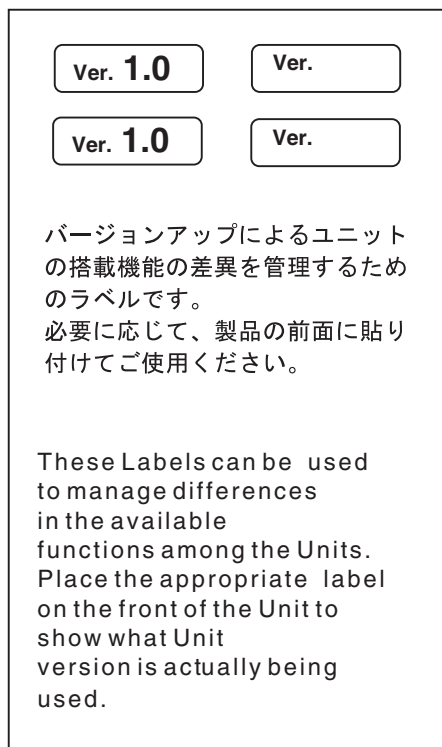 Ver. 1.0 Ver.
Ver. 1.0 Ver.
バージョンアップによるユニット
の搭載機能の差異を管理するため
のラベルです。
必要に応じて、製品の前面に貼り
付けてご使用ください。
These Labels can be used
to manage differences
in the available
functions among the Units.
Place the appropriate label
on the front of the Unit to
show what Unit
version is actually being
used.